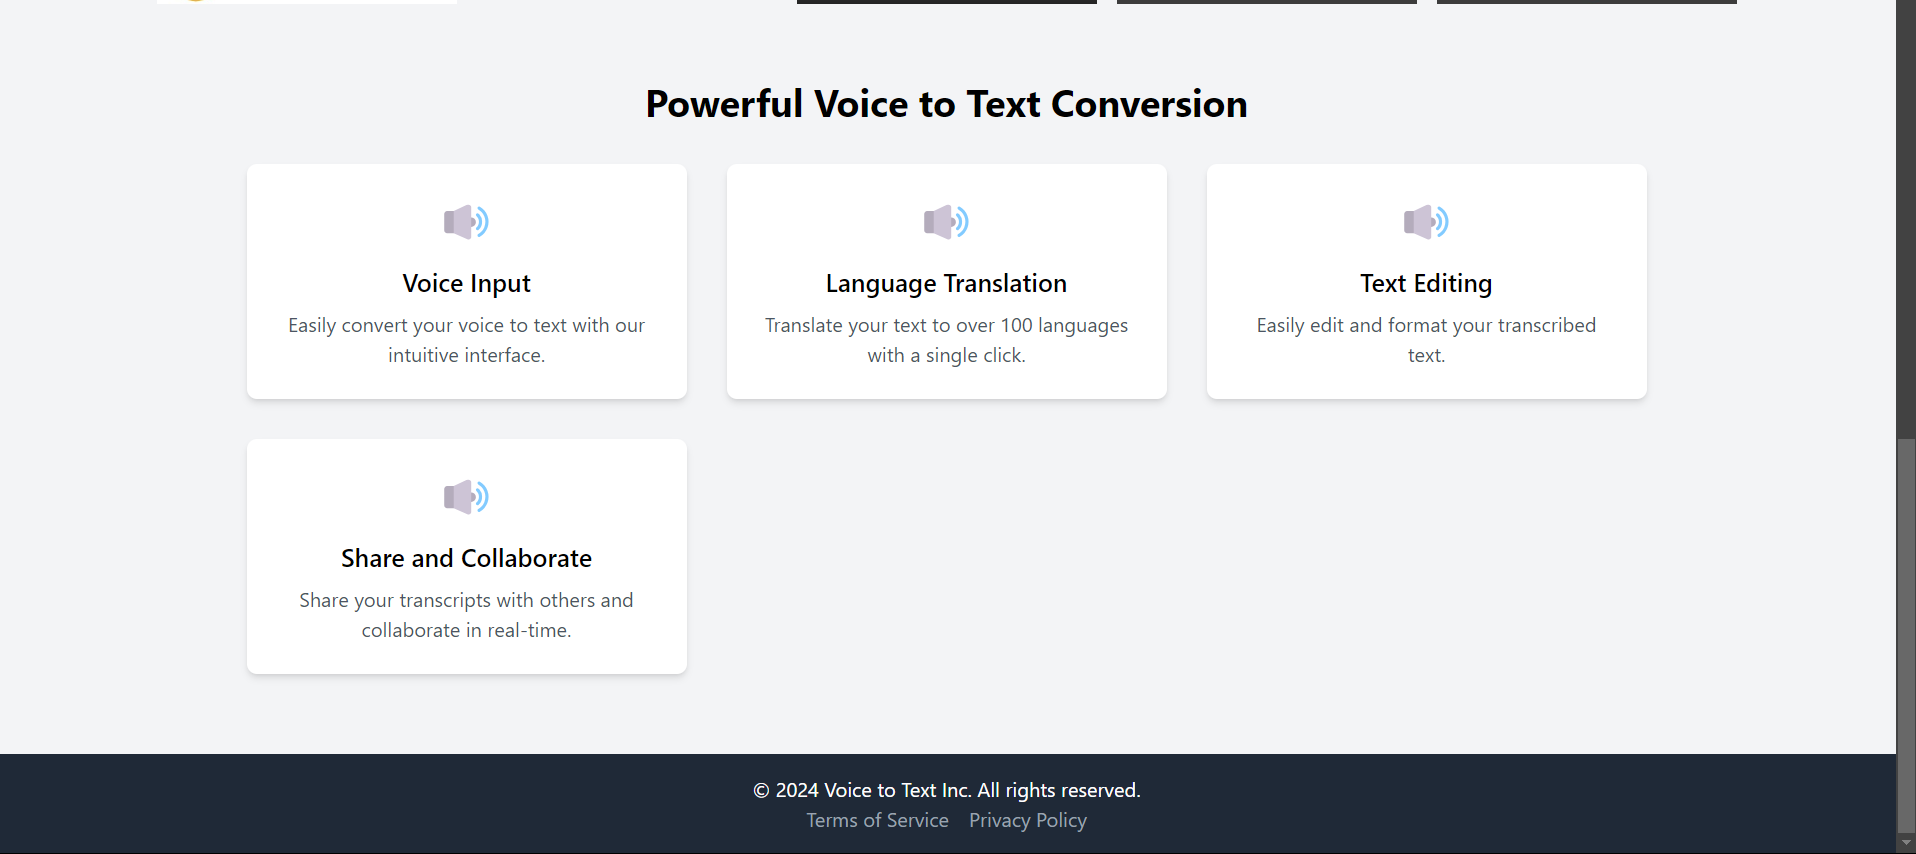 Powerful Voice to Text Conversion
Voice Input
Easily convert your voice to text with our
intuitive interface.
Language Translation
Translate your text to over 100 languages
with a single click.
Text Editing
Easily edit and format your transcribed
text.
Share and Collaborate
Share your transcripts with others and
collaborate in real-time.
© 2024 Voice to Text Inc. All rights reserved.
Terms of Service Privacy Policy